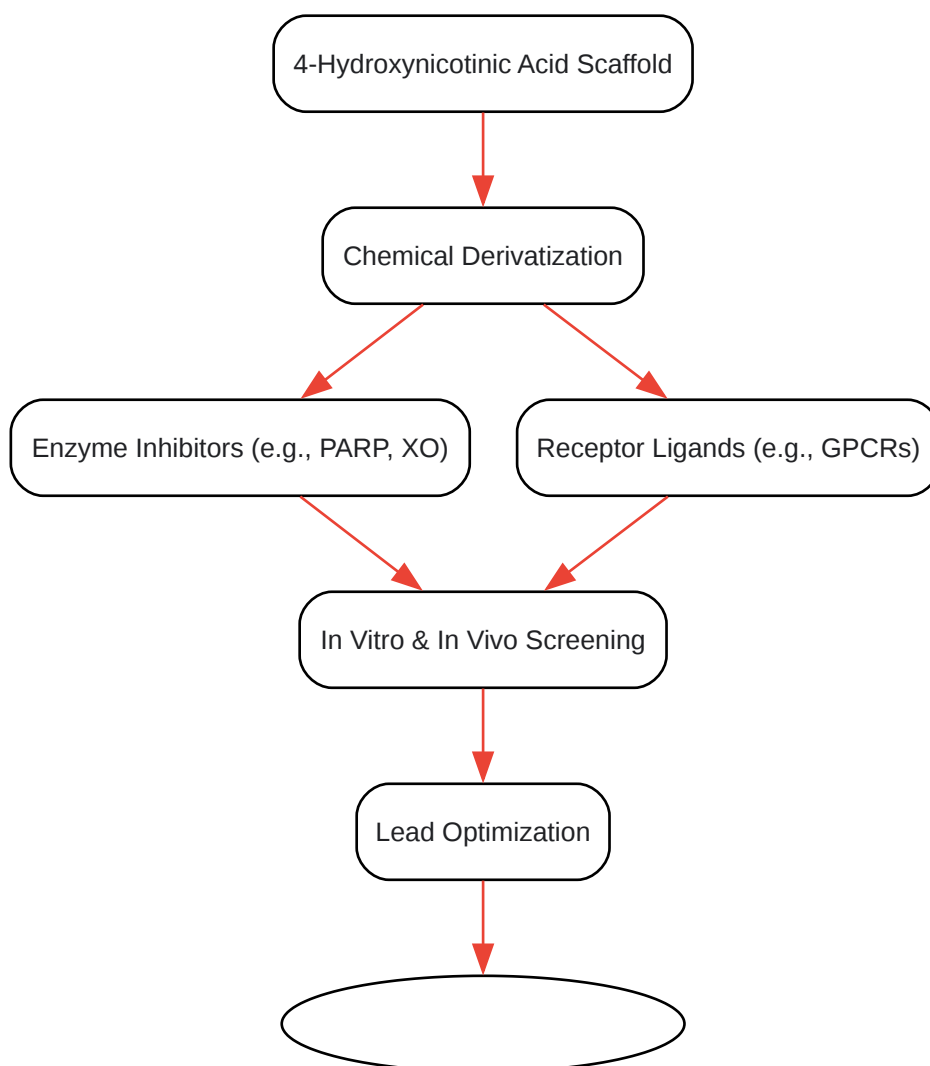 4-Hydroxynicotinic Acid Scaffold
Chemical Derivatization
Enzyme Inhibitors (e.g., PARP, XO)
Receptor Ligands (e.g., GPCRs)
In Vitro & In Vivo Screening
Lead Optimization